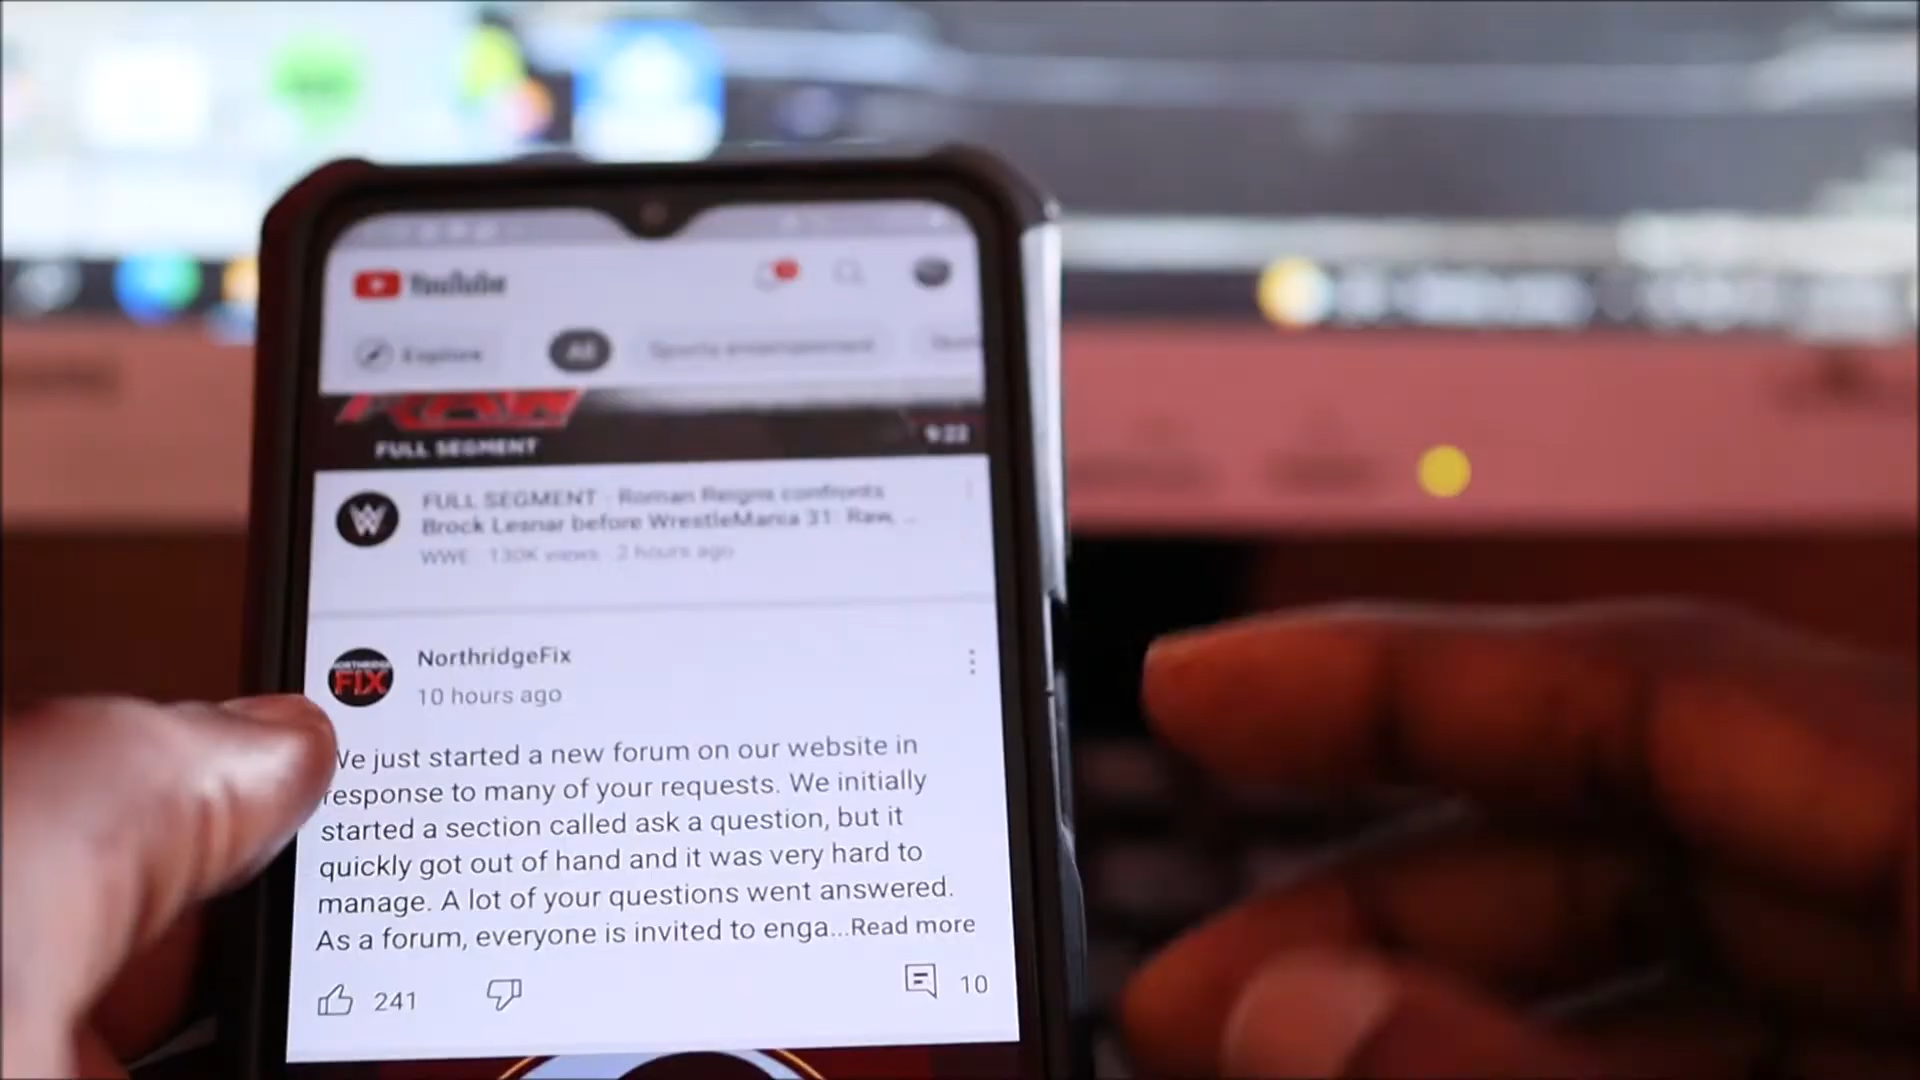 YouTube
Explore
All
Sports entertainment
RAW
FULL SEGMENT
9:22
FULL SEGMENT - Roman Reigns confronts
Brock Lesnar before WrestleMania 31: Raw, ...
WWE · 130K views · 2 hours ago
NORTHRIDGE
FIX
NorthridgeFix
10 hours ago
We just started a new forum on our website in
response to many of your requests. We initially
started a section called ask a question, but it
quickly got out of hand and it was very hard to
manage. A lot of your questions went answered.
As a forum, everyone is invited to enga...Read more
241
10